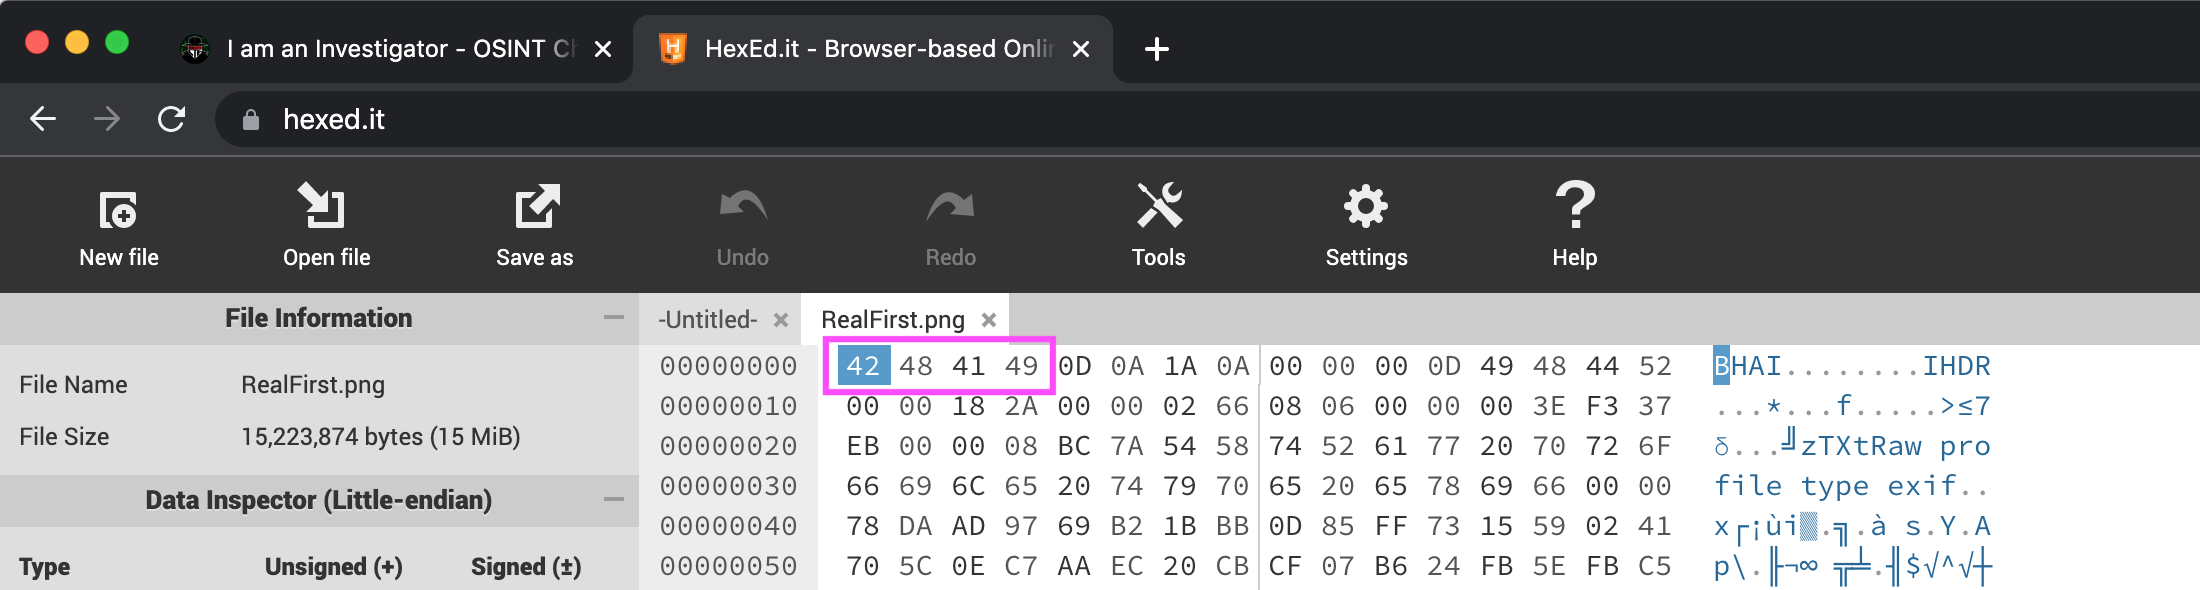 I am an Investigator - OSINT Ch
HexEd.it - Browser-based Onlin
hexed.it
New file
Open file
Save as
Undo
Redo
Tools
Settings
Help
File Information
File Name RealFirst.png
File Size 15,223,874 bytes (15 MiB)
Data Inspector (Little-endian)
Type Unsigned (+) Signed (±)
-Untitled-
RealFirst.png
00000000 42 48 41 49 0D 0A 1A 0A 00 00 00 0D 49 48 44 52 BHAI........IHDR
00000010 00 00 18 2A 00 00 02 66 08 06 00 00 00 3E F3 37 ...*...f.....>≤7
00000020 EB 00 00 08 BC 7A 54 58 74 52 61 77 20 70 72 6F δ...╝zTXtRaw pro
00000030 66 69 6C 65 20 74 79 70 65 20 65 78 69 66 00 00 file type exif..
00000040 78 DA AD 97 69 B2 1B BB 0D 85 FF 73 15 59 02 41 x┌¡ùi▒.╗.à s.Y.A
00000050 70 5C 0E C7 AA EC 20 CB CF 07 B6 24 FB 5E FB C5 p\.╟¬∞ ╦╧.╢$√^√┼